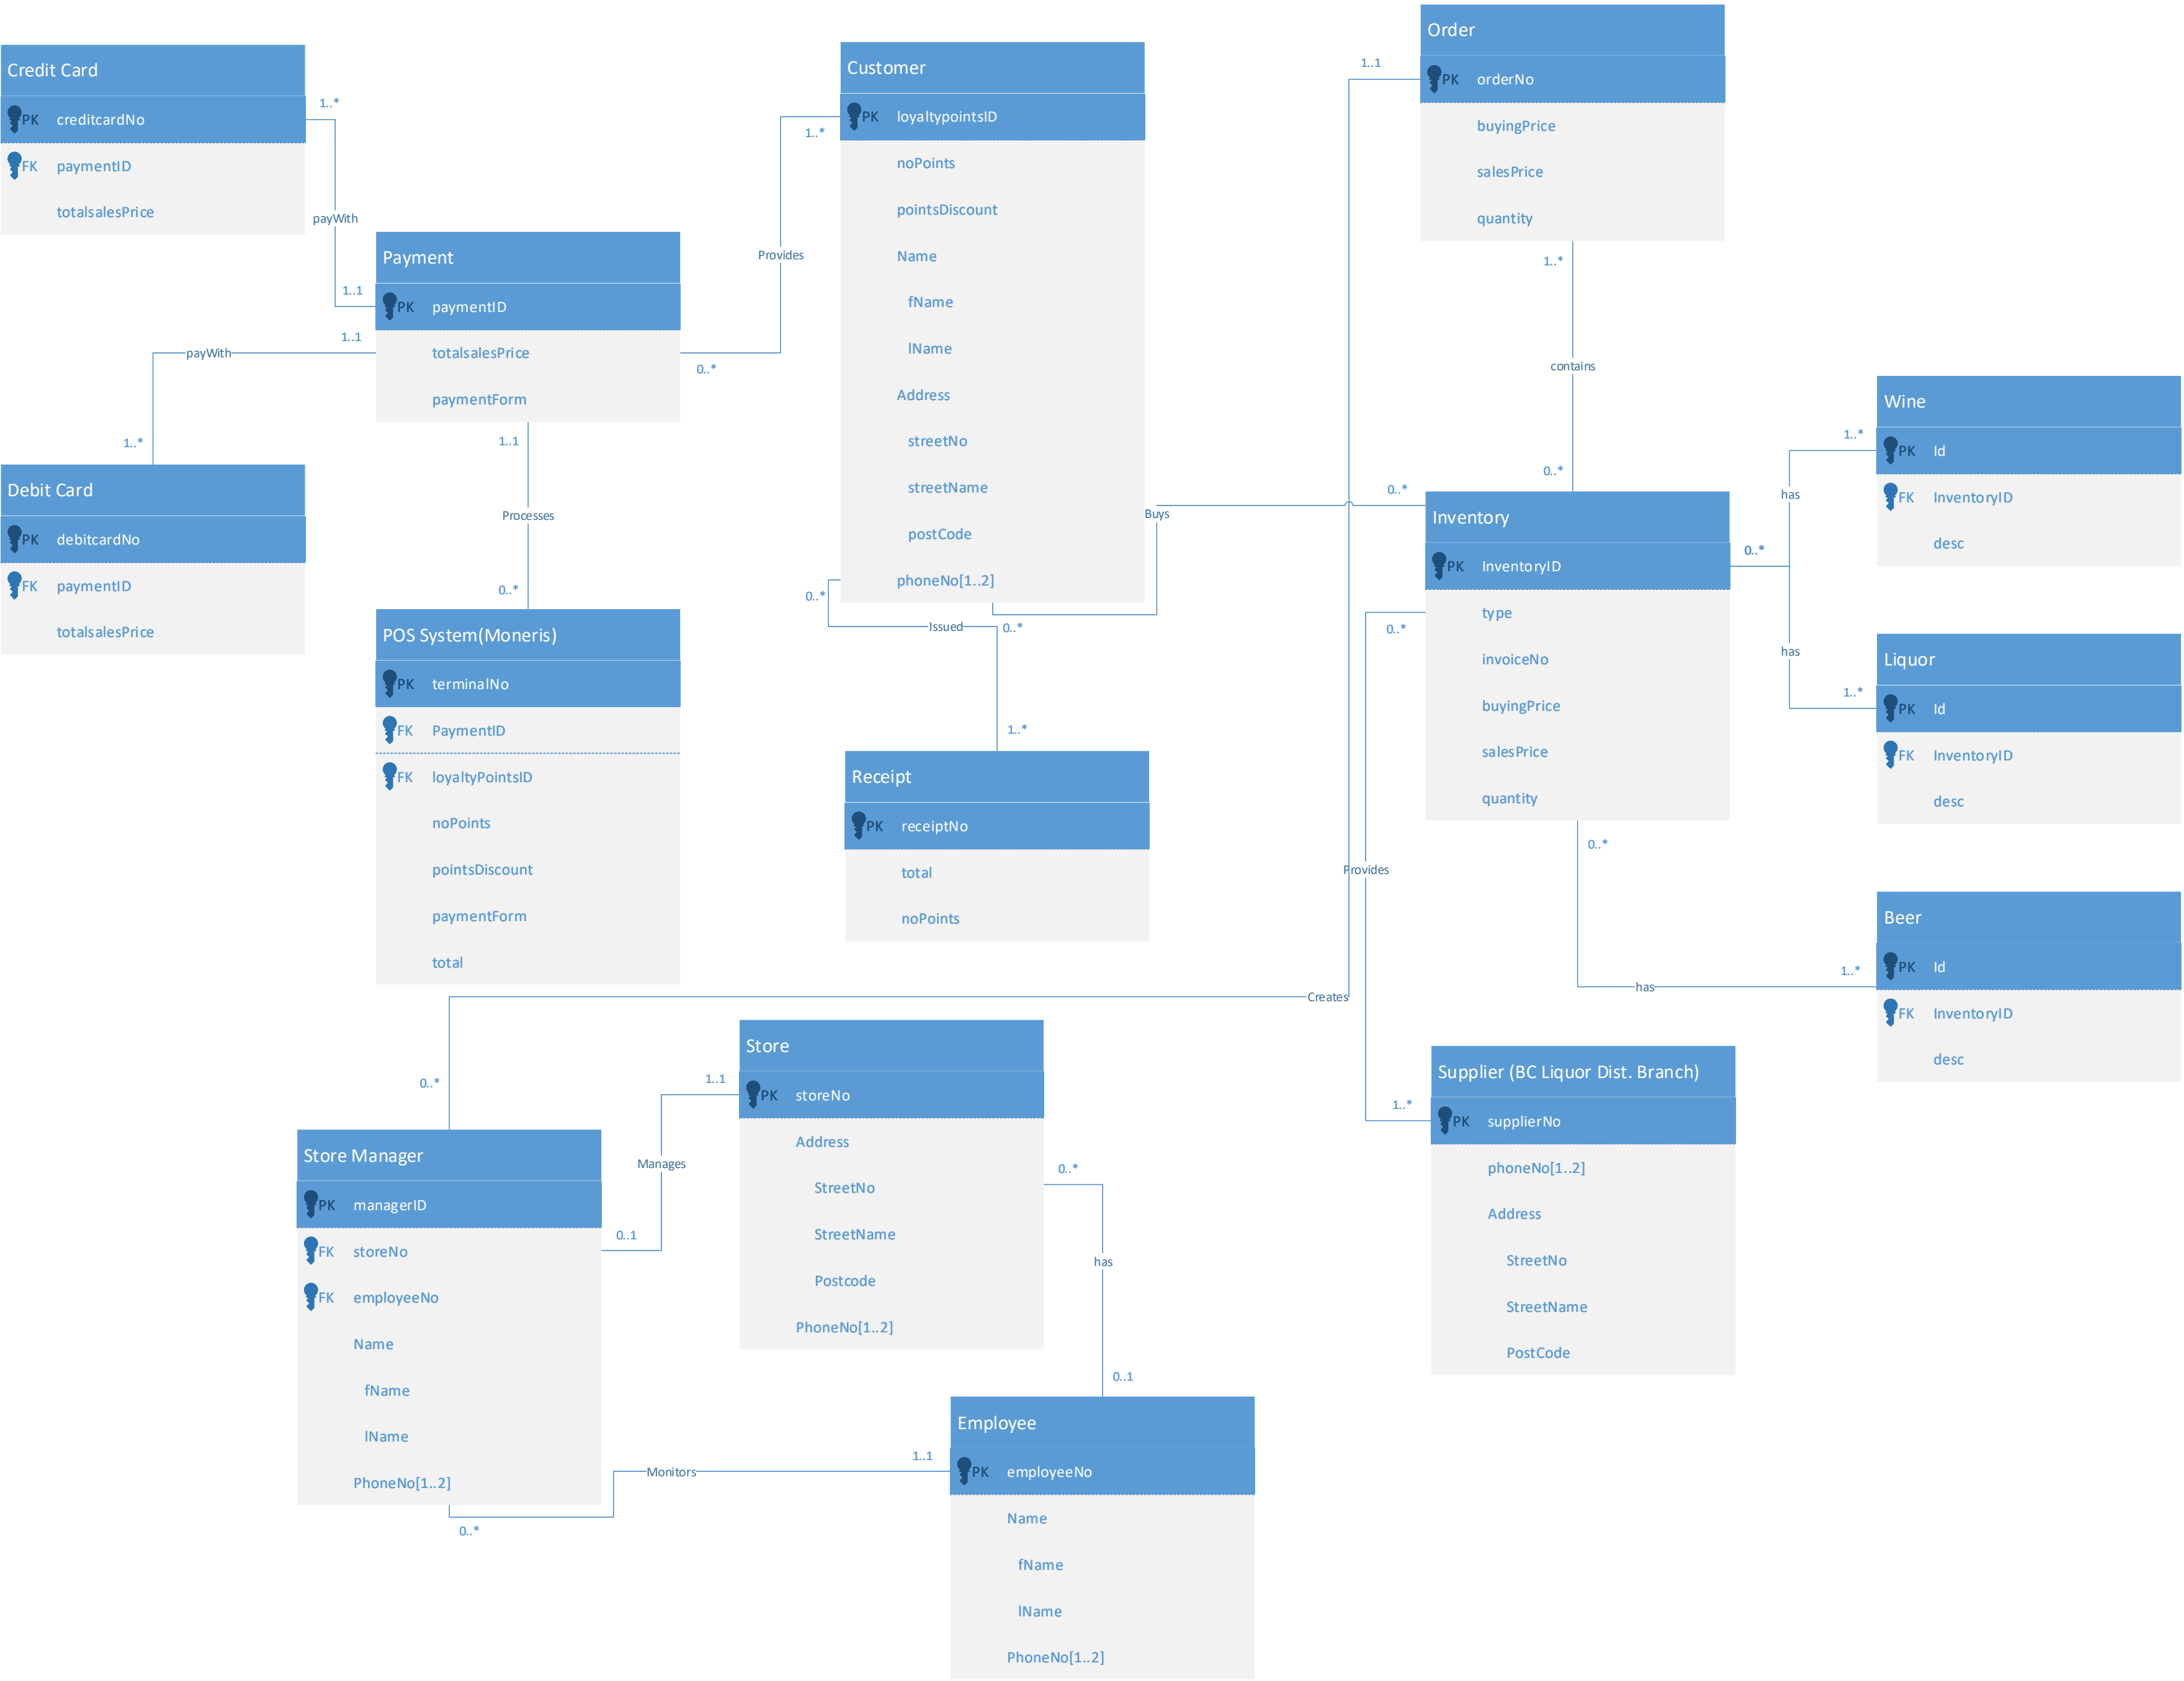 Credit Card
PK creditcardNo
FK paymentID
totalsalesPrice
1..*
payWith
1..1
Payment
PK paymentID
totalsalesPrice
paymentForm
1..1
payWith
1..*
Debit Card
PK debitcardNo
FK paymentID
totalsalesPrice
1..1
Processes
0..*
POS System(Moneris)
PK terminalNo
FK PaymentID
FK loyaltyPointsID
noPoints
pointsDiscount
paymentForm
total
1..*
Provides
0..*
Customer
PK loyaltypointsID
noPoints
pointsDiscount
Name
fName
lName
Address
streetNo
streetName
postCode
phoneNo[1..2]
0..*
Issued
0..*
Buys
0..*
1..*
Receipt
PK receiptNo
total
noPoints
Order
PK orderNo
buyingPrice
salesPrice
quantity
1..1
1..*
contains
0..*
Inventory
PK InventoryID
type
invoiceNo
buyingPrice
salesPrice
quantity
0..*
has
1..*
Wine
PK Id
FK InventoryID
desc
has
1..*
Liquor
PK Id
FK InventoryID
desc
0..*
has
1..*
Beer
PK Id
FK InventoryID
desc
0..*
Provides
1..*
Supplier (BC Liquor Dist. Branch)
PK supplierNo
phoneNo[1..2]
Address
StreetNo
StreetName
PostCode
Creates
0..*
Store Manager
PK managerID
FK storeNo
FK employeeNo
Name
fName
lName
PhoneNo[1..2]
1..1
Manages
0..1
Store
PK storeNo
Address
StreetNo
StreetName
Postcode
PhoneNo[1..2]
0..*
has
0..1
0..*
Monitors
1..1
Employee
PK employeeNo
Name
fName
lName
PhoneNo[1..2]